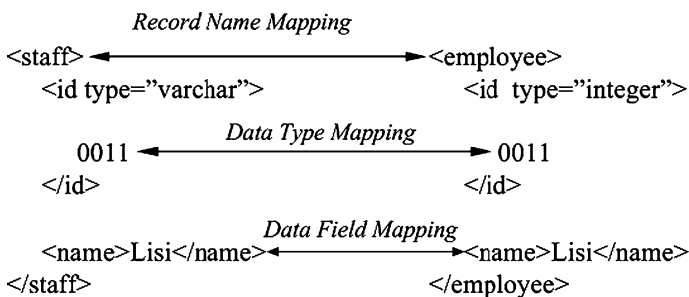 Record Name Mapping
<staff> <employee>
<id type=”varchar”> <id type=”integer”>
Data Type Mapping
0011 0011
</id> </id>
Data Field Mapping
<name>Lisi</name> <name>Lisi</name>
</staff> </employee>